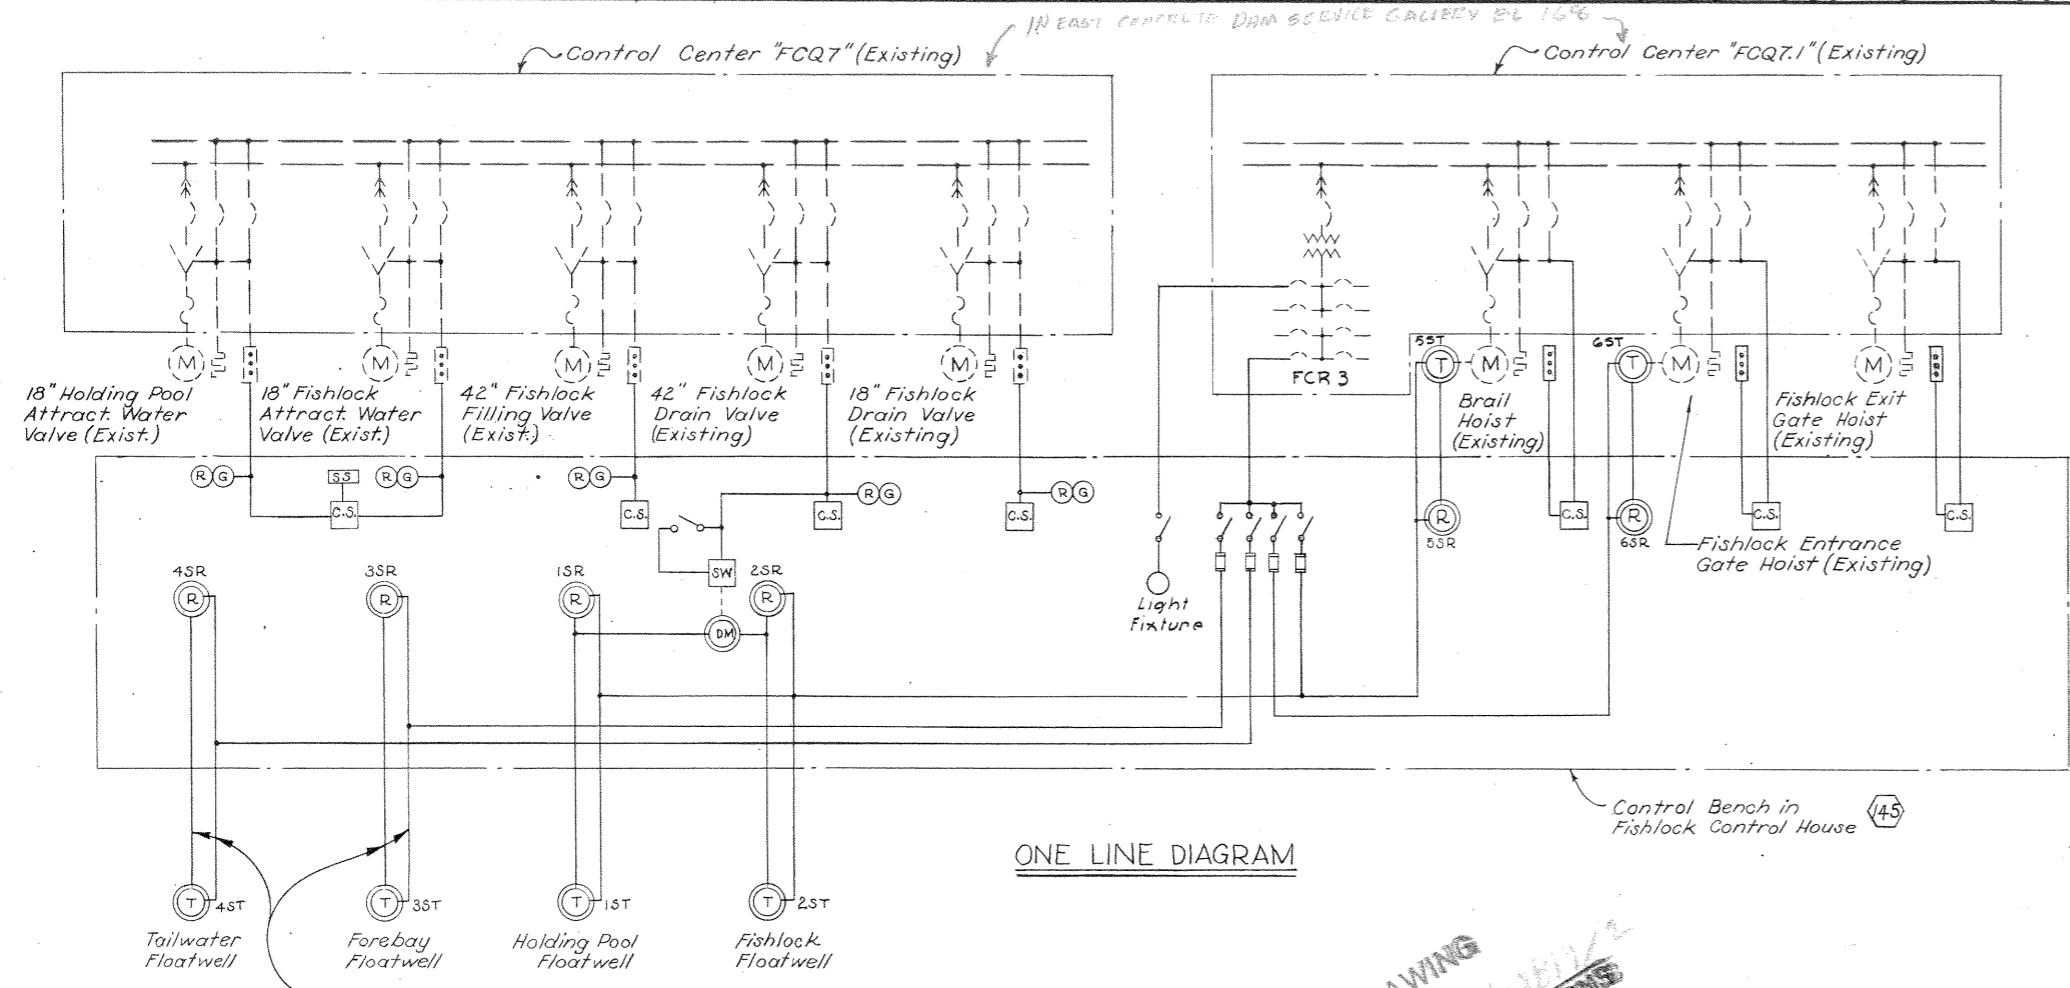 IN EAST CONCRETE DAM SERVICE GALLERY EL 168
Control Center "FCQ7" (Existing)
Control Center "FCQ7.1" (Existing)
M
M
M
M
M
18" Holding Pool
Attract. Water
Valve (Exist.)
18" Fishlock
Attract. Water
Valve (Exist.)
42" Fishlock
Filling Valve
(Exist.)
42" Fishlock
Drain Valve
(Existing)
18" Fishlock
Drain Valve
(Existing)
FCR 3
5ST
T
M
Brail
Hoist
(Existing)
6ST
T
M
M
Fishlock Exit
Gate Hoist
(Existing)
R G
SS
C.S.
R G
R G
C.S.
R G
C.S.
R G
C.S.
R
5SR
C.S.
R
6SR
C.S.
C.S.
Fishlock Entrance
Gate Hoist (Existing)
4SR
R
3SR
R
1SR
R
SW
DM
2SR
R
Light
Fixture
Control Bench in
Fishlock Control House
145
ONE LINE DIAGRAM
T
4ST
T
3ST
T
1ST
T
2ST
Tailwater
Floatwell
Forebay
Floatwell
Holding Pool
Floatwell
Fishlock
Floatwell
AWING